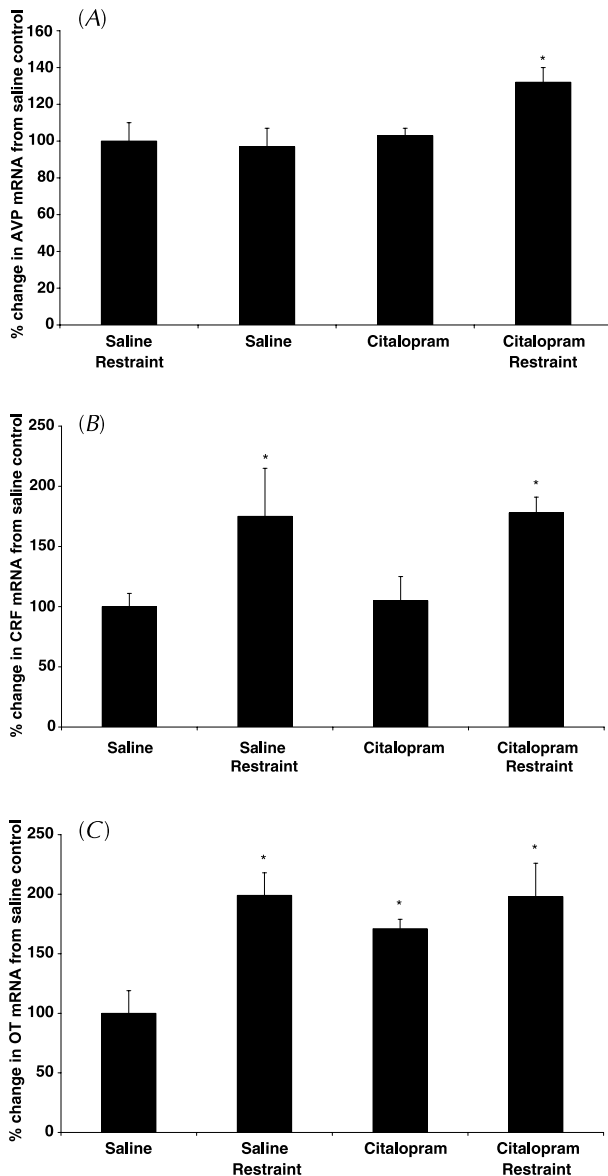 (A)
% change in AVP mRNA from saline control
160
140
120
100
80
60
40
20
0
*
Saline
Restraint
Saline
Citalopram
Citalopram
Restraint
(B)
% change in CRF mRNA from saline control
250
200
150
100
50
0
*
*
Saline
Saline
Restraint
Citalopram
Citalopram
Restraint
(C)
% change in OT mRNA from saline control
250
200
150
100
50
0
*
*
*
Saline
Saline
Restraint
Citalopram
Citalopram
Restraint